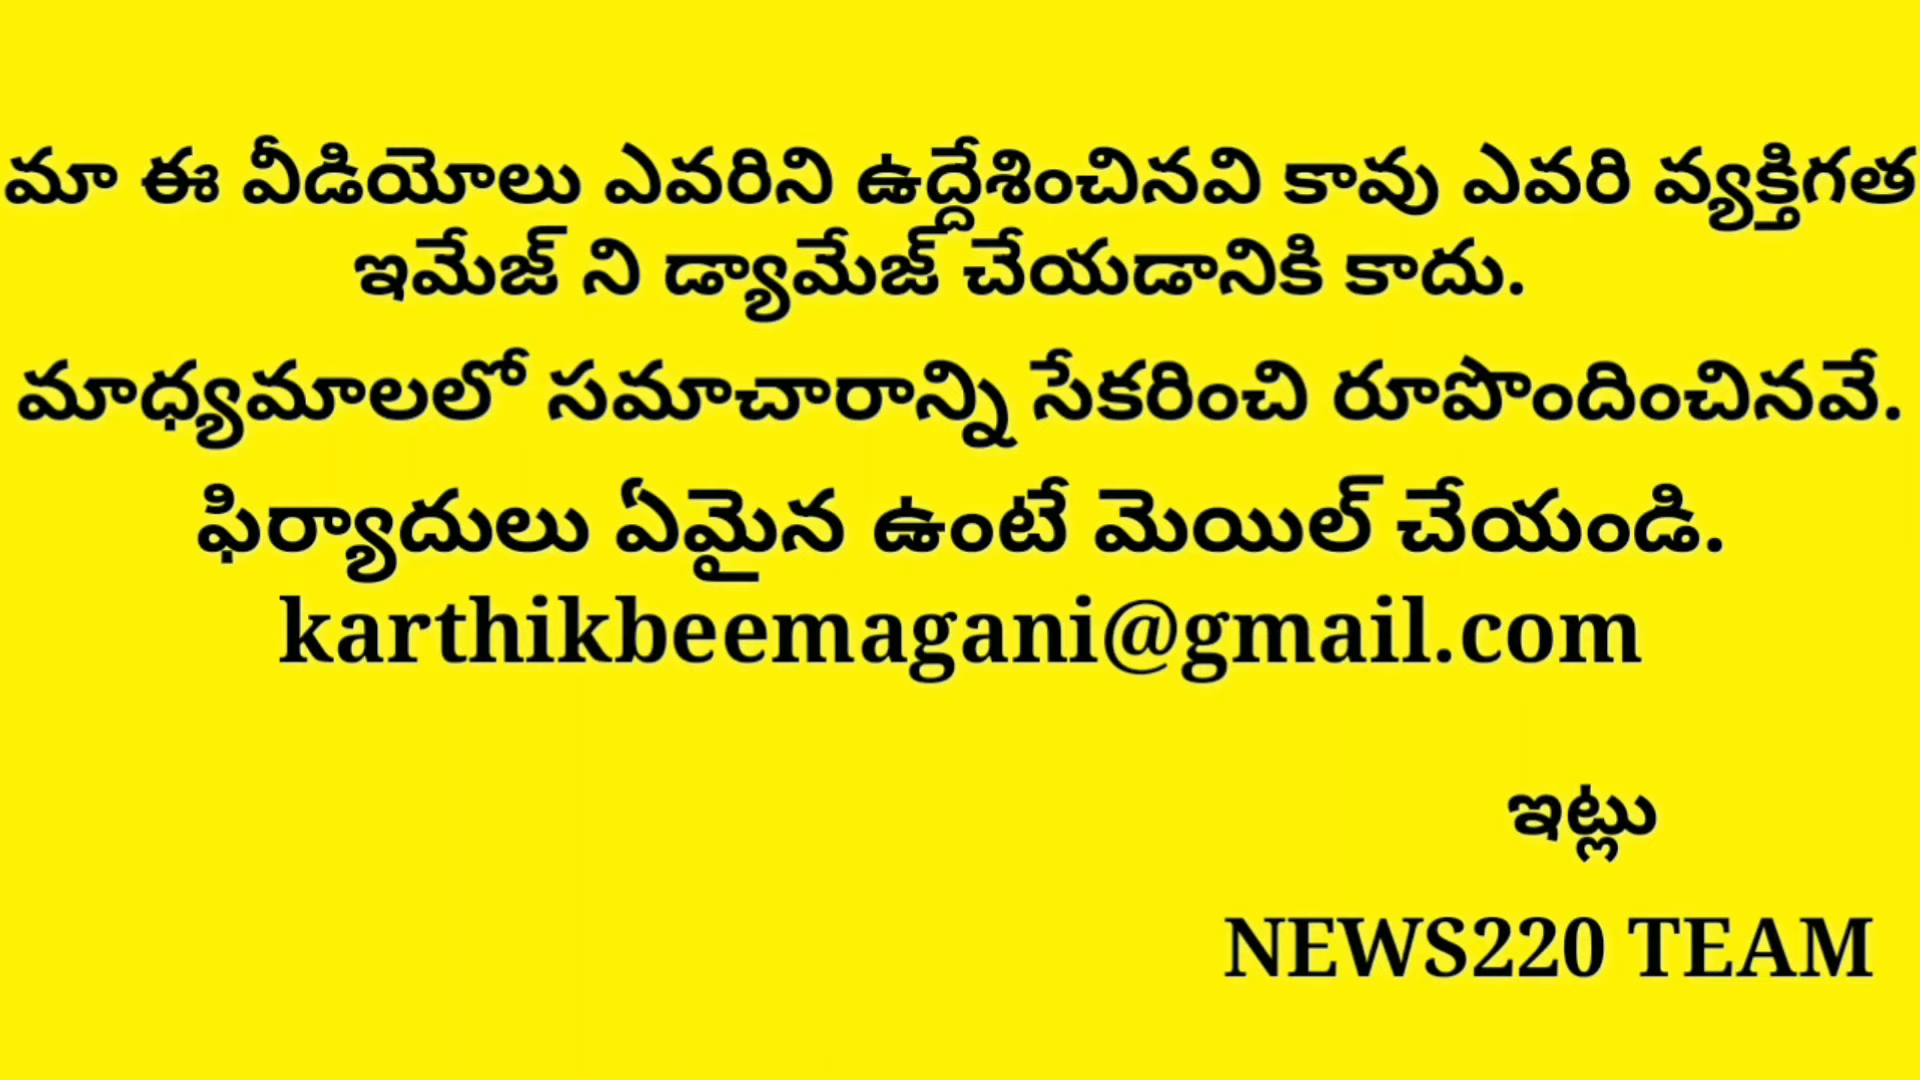 మా ఈ వీడియోలు ఎవరిని ఉద్దేశించినవి కావు ఎవరి వ్యక్తిగత
ఇమేజ్ ని డ్యామేజ్ చేయడానికి కాదు.
మాధ్యమాలలో సమాచారాన్ని సేకరించి రూపొందించినవే.
ఫిర్యాదులు ఏమైన ఉంటే మెయిల్ చేయండి.
karthikbeemagani@gmail.com
ఇట్లు
NEWS220 TEAM